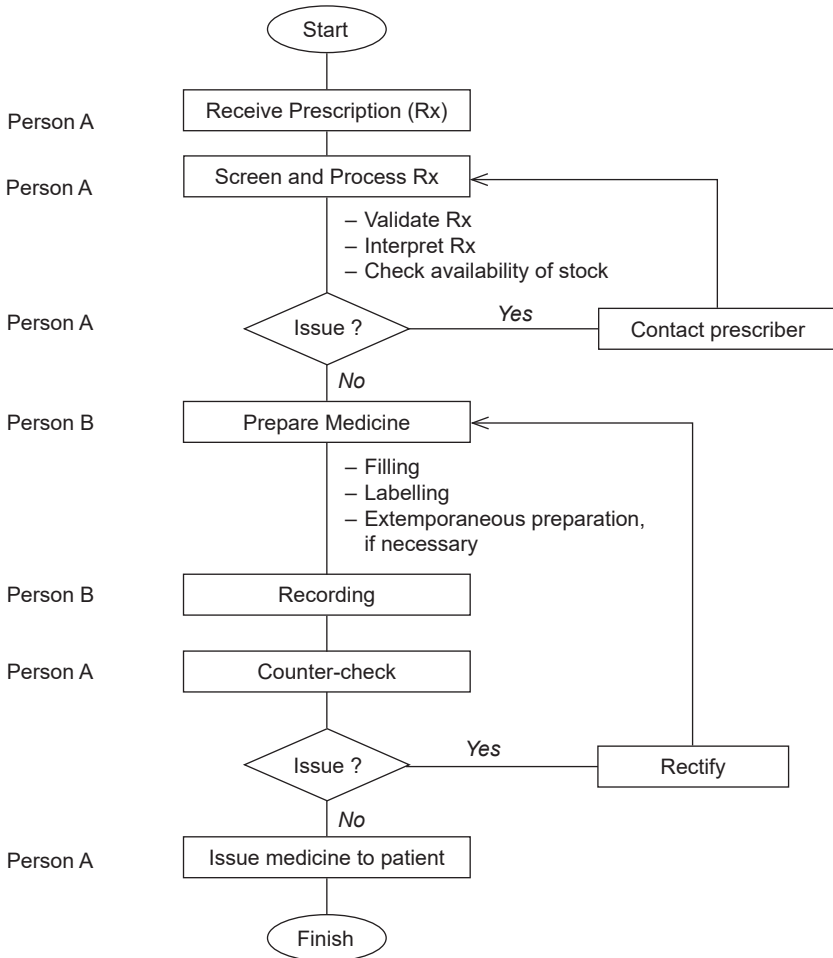 Start
Person A
Receive Prescription (Rx)
Person A
Screen and Process Rx
– Validate Rx
– Interpret Rx
– Check availability of stock
Person A
Issue ?
Yes
Contact prescriber
No
Person B
Prepare Medicine
– Filling
– Labelling
– Extemporaneous preparation,
if necessary
Person B
Recording
Person A
Counter-check
Issue ?
Yes
Rectify
No
Person A
Issue medicine to patient
Finish